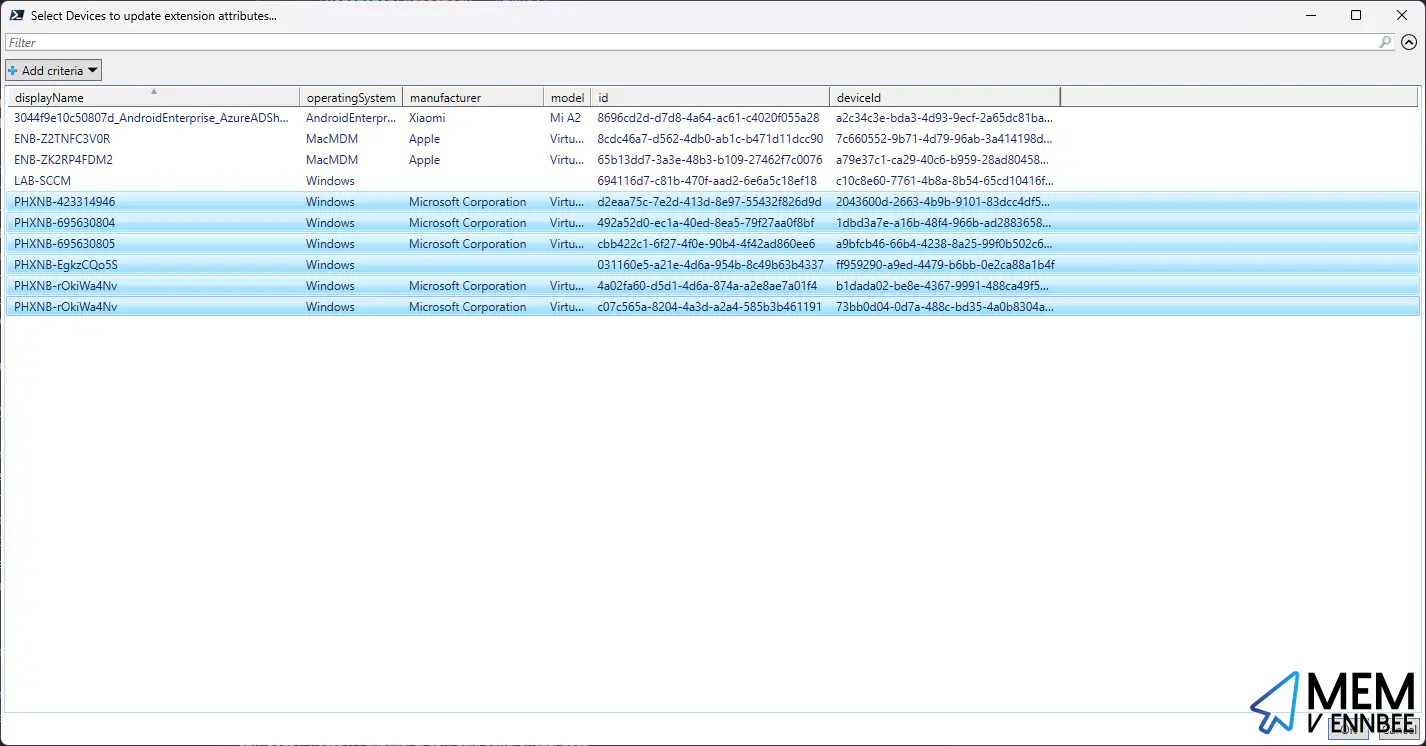 Select Devices to update extension attributes...
Filter
Add criteria
displayName operatingSystem manufacturer model id deviceId
3044f9e10c50807d_AndroidEnterprise_AzureADSh... AndroidEnterpr... Xiaomi Mi A2 8696cd2d-d7d8-4a64-ac61-c4020f055a28 a2c34c3e-bda3-4d93-9ecf-2a65dc81ba...
ENB-Z2TNFC3V0R MacMDM Apple Virtu... 8cdc46a7-d562-4db0-ab1c-b471d11dcc90 7c660552-9b71-4d79-96ab-3a414198d...
ENB-ZK2RP4FDM2 MacMDM Apple Virtu... 65b13dd7-3a3e-48b3-b109-27462f7c0076 a79e37c1-ca29-40c6-b959-28ad80458...
LAB-SCCM Windows 694116d7-c81b-470f-aad2-6e6a5c18ef18 c10c8e60-7761-4b8a-8b54-65cd10416f...
PHXNB-423314946 Windows Microsoft Corporation Virtu... d2eaa75c-7e2d-413d-8e97-55432f826d9d 2043600d-2663-4b9b-9101-83dcc4df5...
PHXNB-695630804 Windows Microsoft Corporation Virtu... 492a52d0-ec1a-40ed-8ea5-79f27aa0f8bf 1dbd3a7e-a16b-48f4-966b-ad2883658...
PHXNB-695630805 Windows Microsoft Corporation Virtu... cbb422c1-6f27-4f0e-90b4-4f42ad860ee6 a9bfcb46-66b4-4238-8a25-99f0b502c6...
PHXNB-EgkzCQo5S Windows 031160e5-a21e-4d6a-954b-8c49b63b4337 ff959290-a9ed-4479-b6bb-0e2ca88a1b4f
PHXNB-rOkiWa4Nv Windows Microsoft Corporation Virtu... 4a02fa60-d5d1-4d6a-874a-a2e8ae7a01f4 b1dada02-be8e-4367-9991-488ca49f5...
PHXNB-rOkiWa4Nv Windows Microsoft Corporation Virtu... c07c565a-8204-4a3d-a2a4-585b3b461191 73bb0d04-0d7a-488c-bd35-4a0b8304a...
MEM
V ENNBEE